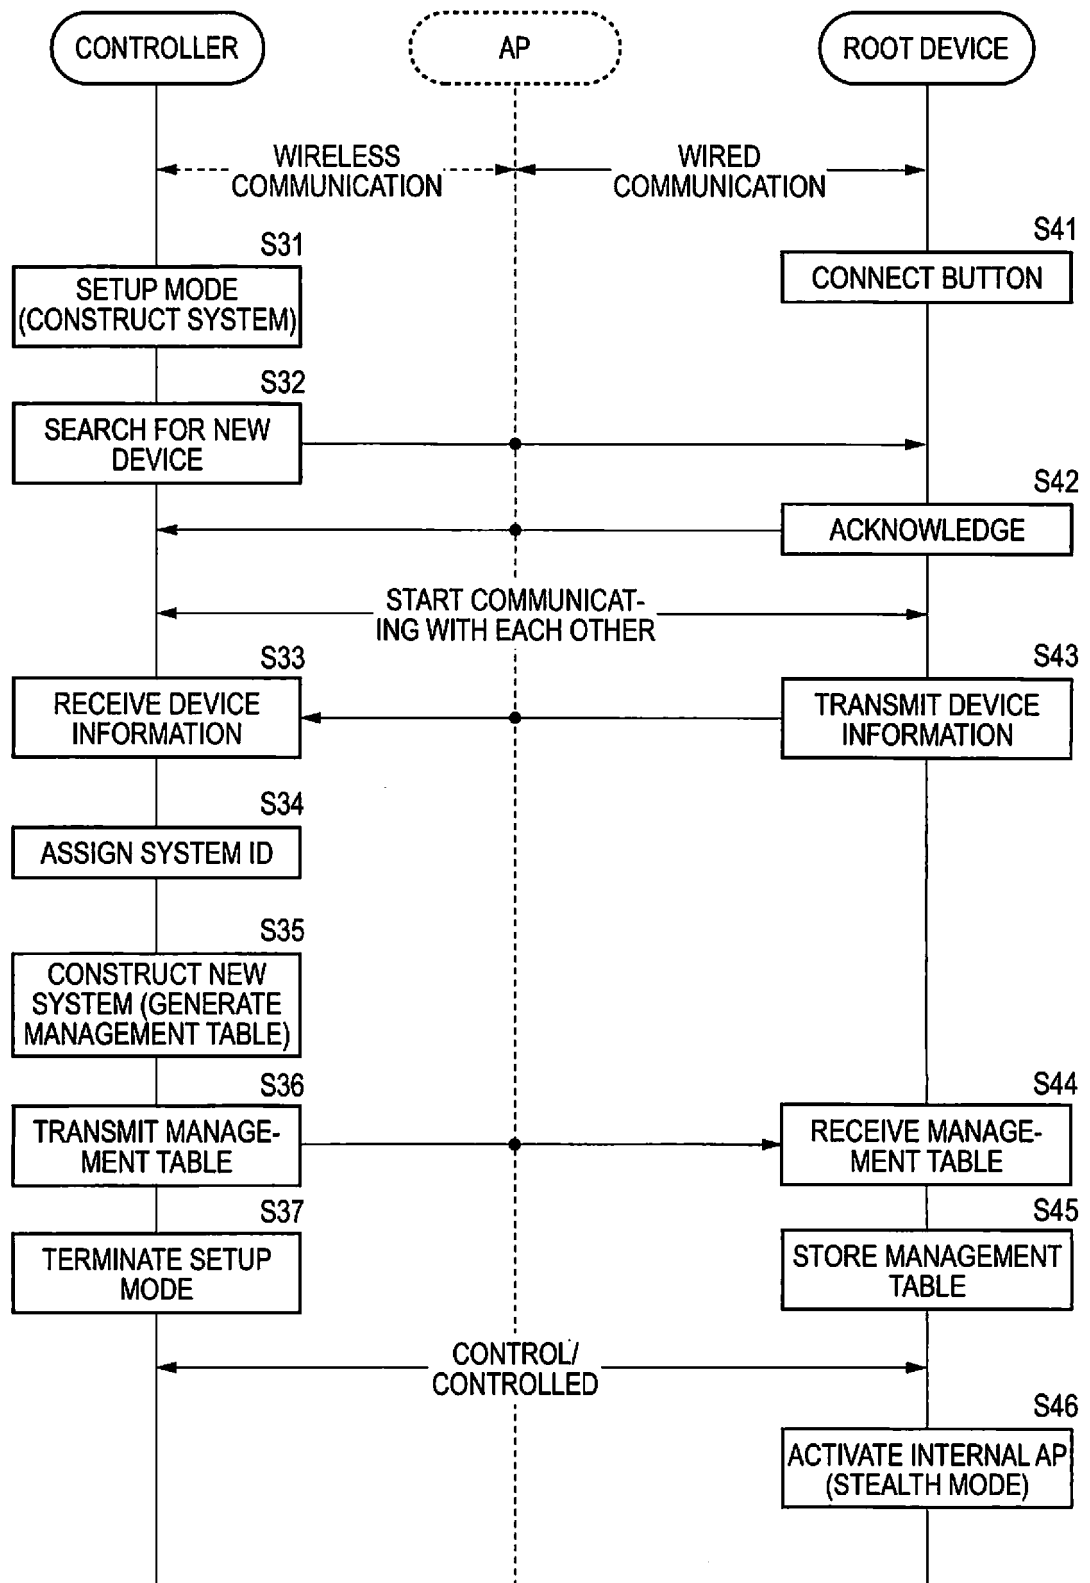 CONTROLLER
AP
ROOT DEVICE
WIRELESS
COMMUNICATION
WIRED
COMMUNICATION
S31
SETUP MODE
(CONSTRUCT SYSTEM)
S41
CONNECT BUTTON
S32
SEARCH FOR NEW
DEVICE
S42
ACKNOWLEDGE
START COMMUNICAT-
ING WITH EACH OTHER
S33
RECEIVE DEVICE
INFORMATION
S43
TRANSMIT DEVICE
INFORMATION
S34
ASSIGN SYSTEM ID
S35
CONSTRUCT NEW
SYSTEM (GENERATE
MANAGEMENT TABLE)
S36
TRANSMIT MANAGE-
MENT TABLE
S44
RECEIVE MANAGE-
MENT TABLE
S37
TERMINATE SETUP
MODE
S45
STORE MANAGEMENT
TABLE
CONTROL/
CONTROLLED
S46
ACTIVATE INTERNAL AP
(STEALTH MODE)